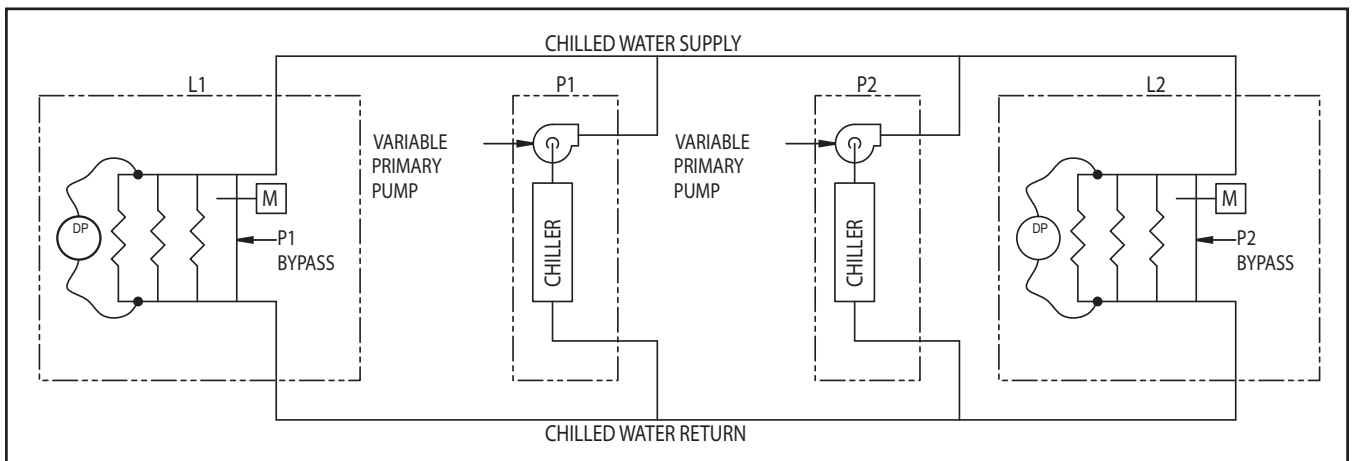 CHILLED WATER SUPPLY
L1
P1
P2
L2
VARIABLE
PRIMARY
PUMP
VARIABLE
PRIMARY
PUMP
M
M
DP
DP
P1
BYPASS
CHILLER
CHILLER
P2
BYPASS
CHILLED WATER RETURN